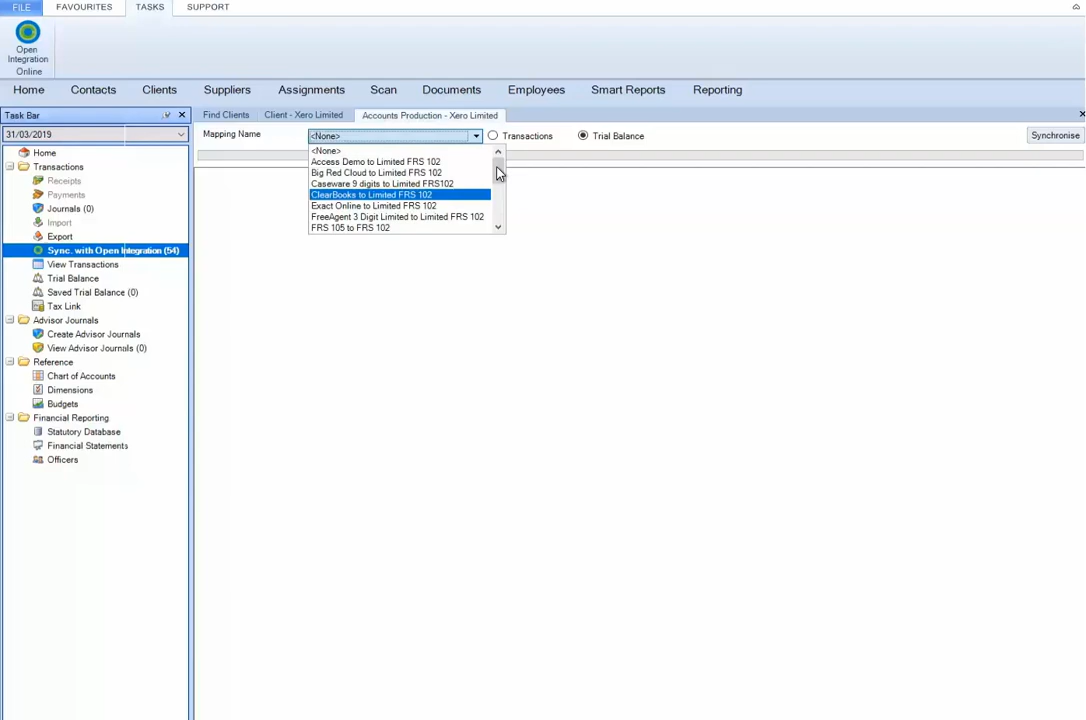 FILE FAVOURITES TASKS SUPPORT
Open
Integration
Online
Home Contacts Clients Suppliers Assignments Scan Documents Employees Smart Reports Reporting
Task Bar Find Clients Client - Xero Limited Accounts Production - Xero Limited
31/03/2019 Mapping Name <None> Transactions Trial Balance Synchronise
Home
Transactions
Receipts
Payments
Journals (0)
Import
Export
Sync. with Open Integration (54)
View Transactions
Trial Balance
Saved Trial Balance (0)
Tax Link
Advisor Journals
Create Advisor Journals
View Advisor Journals (0)
Reference
Chart of Accounts
Dimensions
Budgets
Financial Reporting
Statutory Database
Financial Statements
Officers
<None>
Access Demo to Limited FRS 102
Big Red Cloud to Limited FRS 102
Caseware 9 digits to Limited FRS102
ClearBooks to Limited FRS 102
Exact Online to Limited FRS 102
FreeAgent 3 Digit Limited to Limited FRS 102
FRS 105 to FRS 102